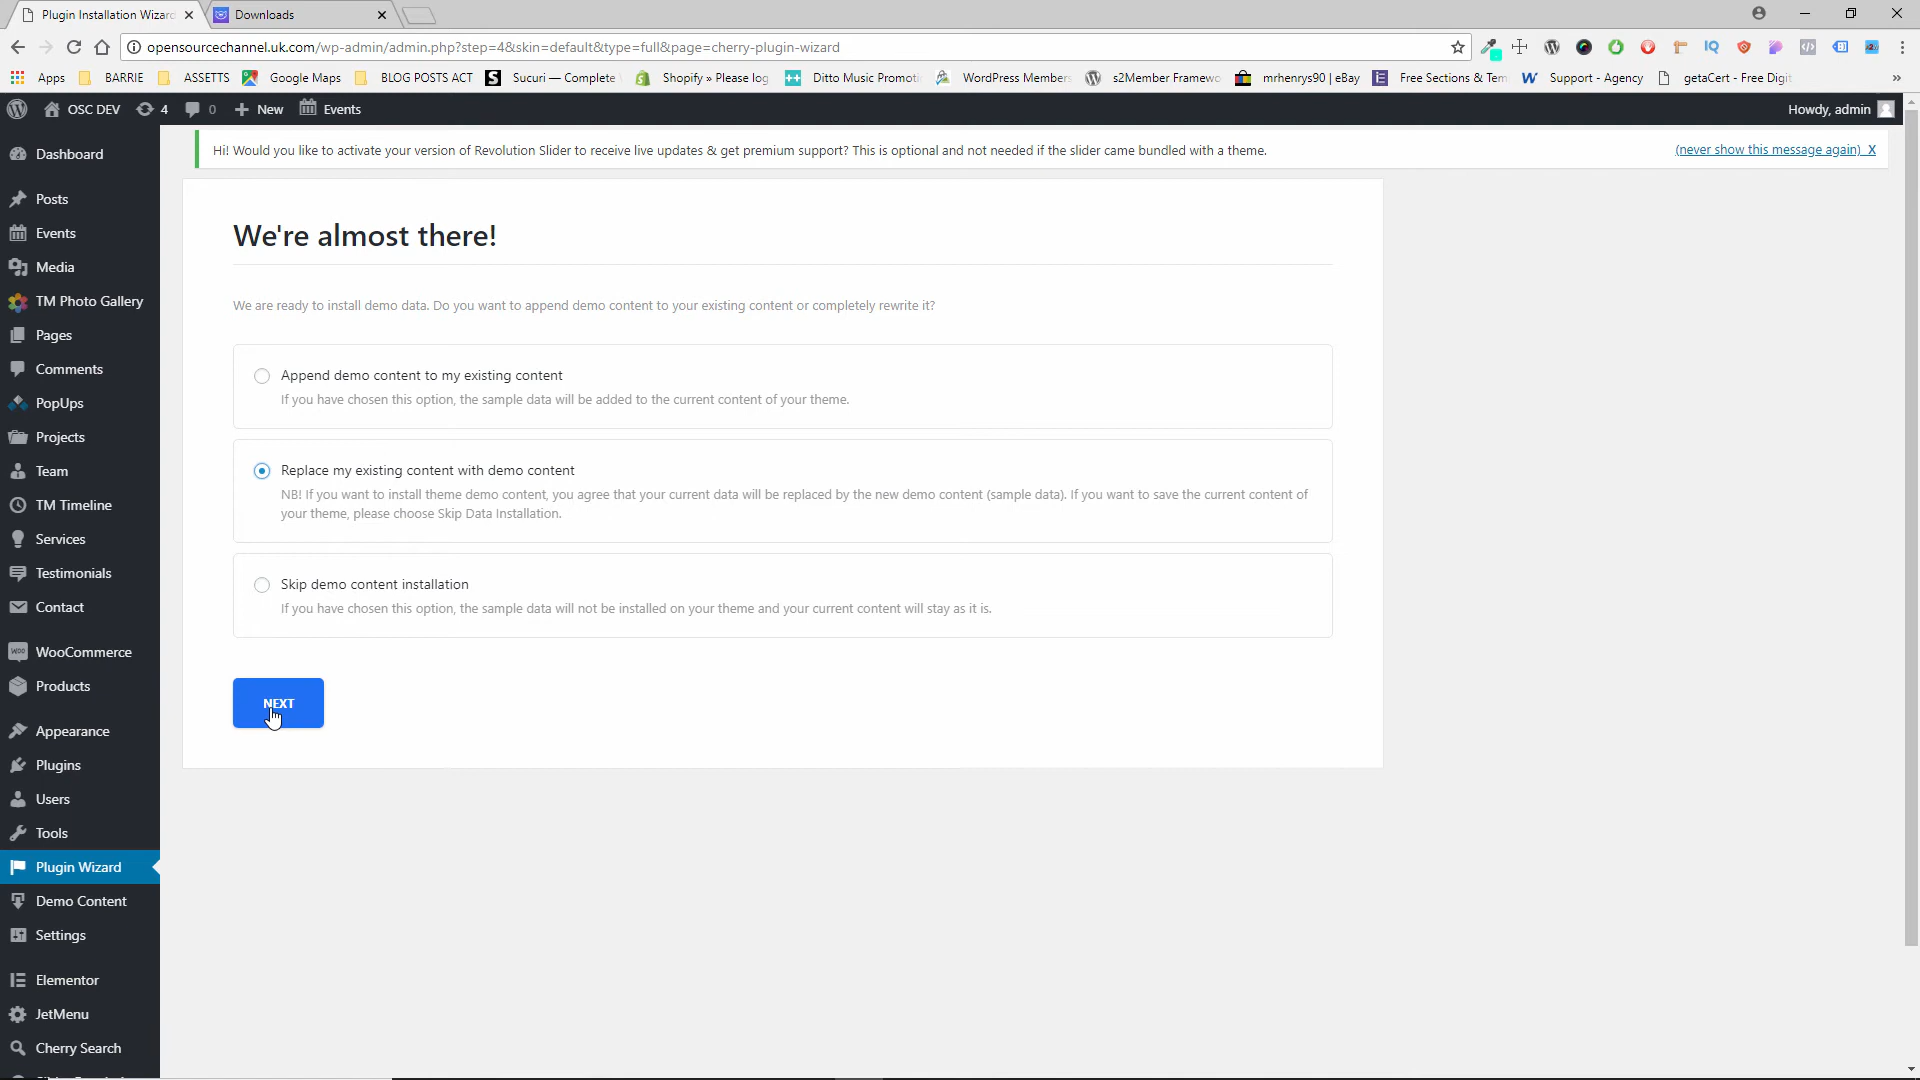 Plugin Installation Wizard
Downloads
opensourcechannel.uk.com/wp-admin/admin.php?step=4&skin=default&type=full&page=cherry-plugin-wizard
Apps BARRIE ASSETTS Google Maps BLOG POSTS ACT Sucuri — Complete Shopify » Please log Ditto Music Promoti WordPress Members s2Member Framewo mrhenrys90 | eBay Free Sections & Tem Support - Agency getaCert - Free Digit »
OSC DEV 4 0 New Events Howdy, admin
Hi! Would you like to activate your version of Revolution Slider to receive live updates & get premium support? This is optional and not needed if the slider came bundled with a theme. (never show this message again) X
Dashboard
Posts
Events
Media
TM Photo Gallery
Pages
Comments
PopUps
Projects
Team
TM Timeline
Services
Testimonials
Contact
WooCommerce
Products
Appearance
Plugins
Users
Tools
Plugin Wizard
Demo Content
Settings
Elementor
JetMenu
Cherry Search
We're almost there!
We are ready to install demo data. Do you want to append demo content to your existing content or completely rewrite it?
Append demo content to my existing content
If you have chosen this option, the sample data will be added to the current content of your theme.
Replace my existing content with demo content
NB! If you want to install theme demo content, you agree that your current data will be replaced by the new demo content (sample data). If you want to save the current content of
your theme, please choose Skip Data Installation.
Skip demo content installation
If you have chosen this option, the sample data will not be installed on your theme and your current content will stay as it is.
NEXT